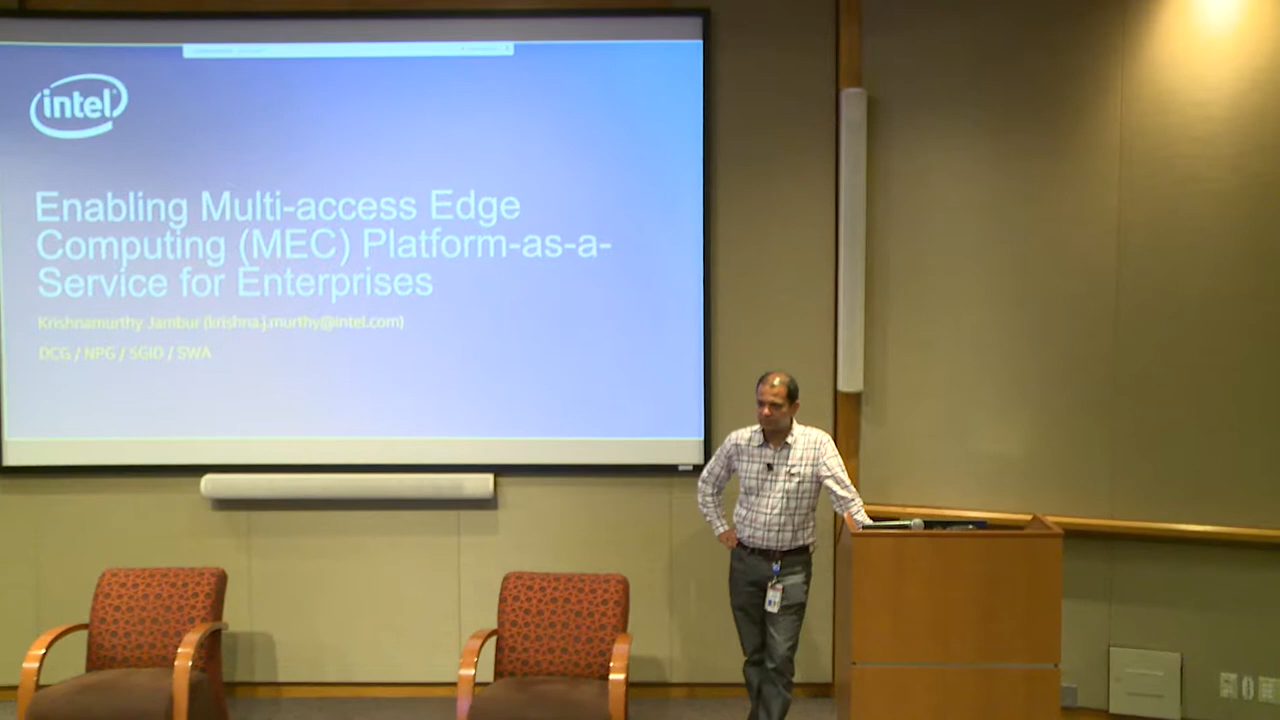 intel
Enabling Multi-access Edge
Computing (MEC) Platform-as-a-
Service for Enterprises
Krishnamurthy Jambur (krishna.j.murthy@intel.com)
DCG / NPG / 5GID / SWA